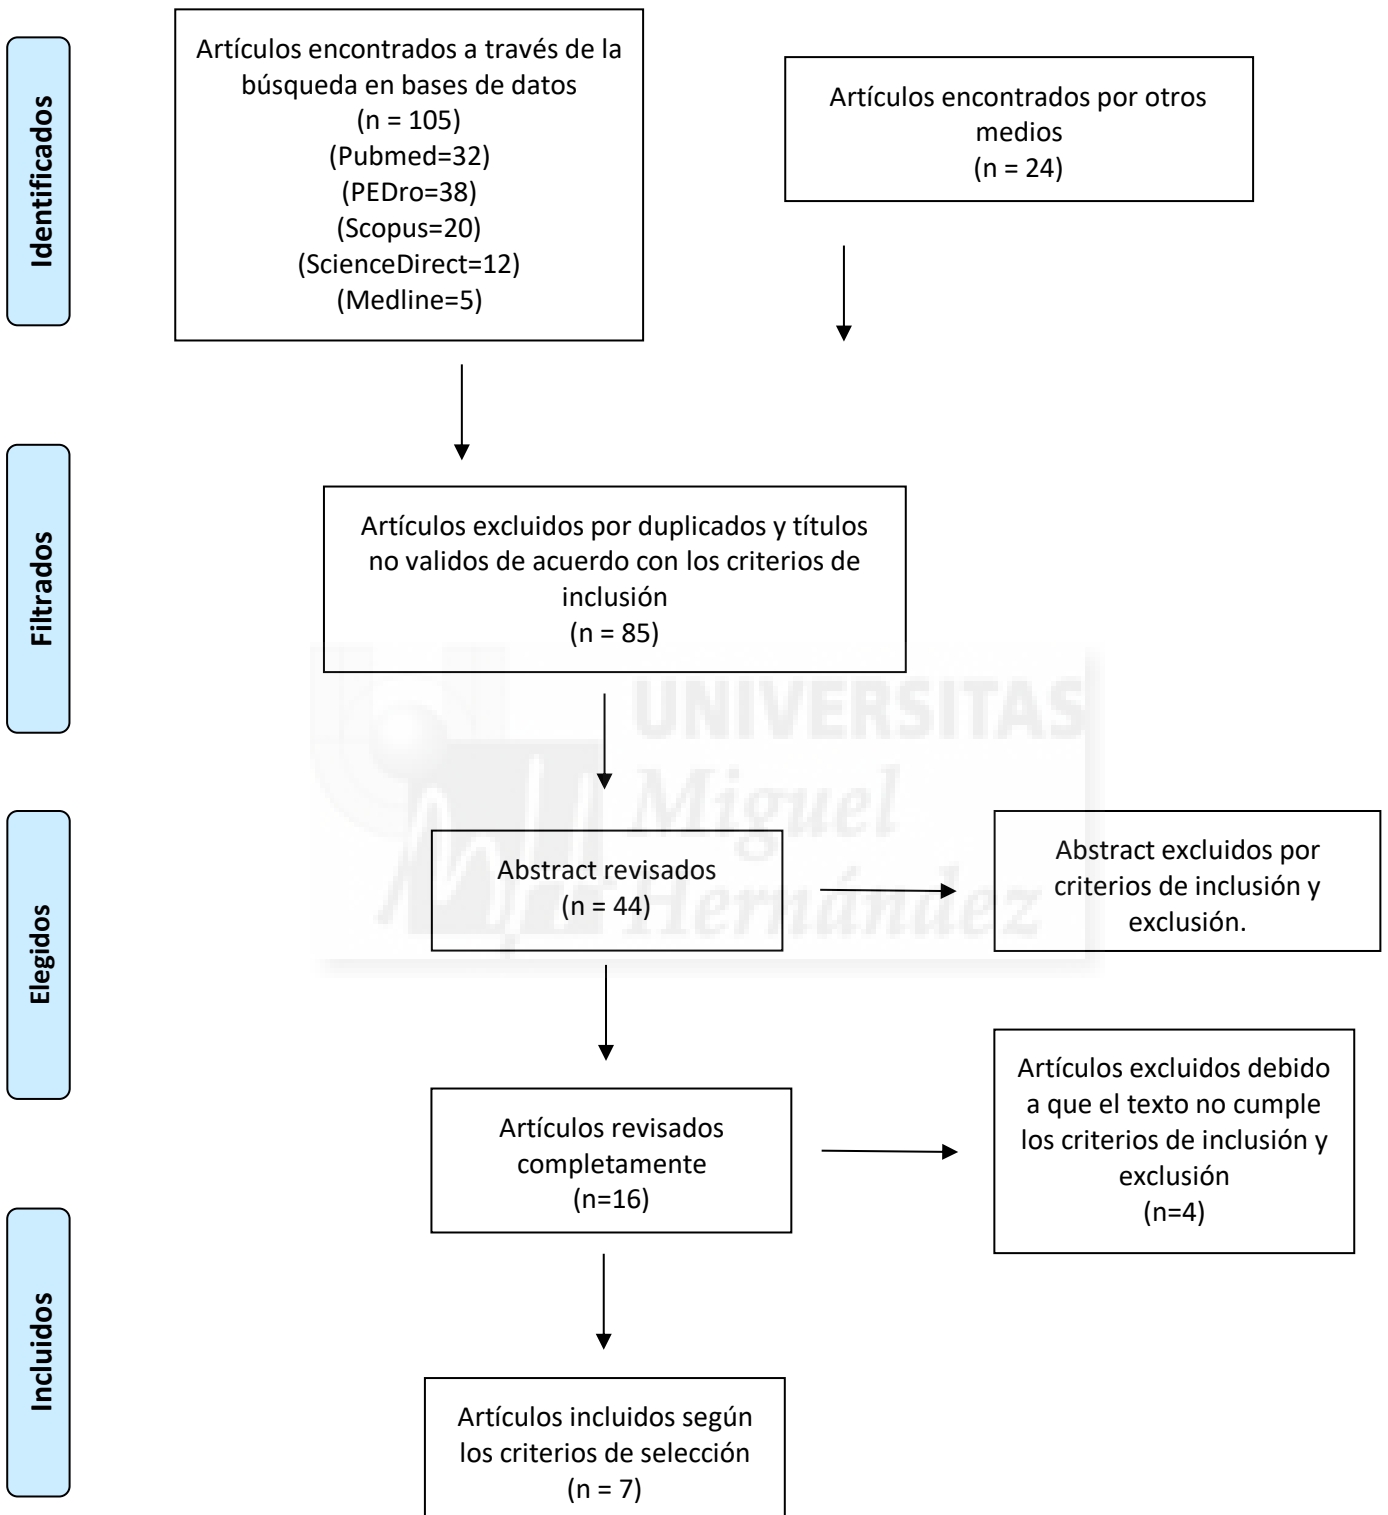 Identificados
Artículos encontrados a través de la
búsqueda en bases de datos
(n = 105)
(Pubmed=32)
(PEDro=38)
(Scopus=20)
(ScienceDirect=12)
(Medline=5)
Artículos encontrados por otros
medios
(n = 24)
Filtrados
Artículos excluidos por duplicados y títulos
no validos de acuerdo con los criterios de
inclusión
(n = 85)
UNIVERSITAS
Miguel
Hernández
Elegidos
Abstract revisados
(n = 44)
Abstract excluidos por
criterios de inclusión y
exclusión.
Artículos revisados
completamente
(n=16)
Artículos excluidos debido
a que el texto no cumple
los criterios de inclusión y
exclusión
(n=4)
Incluidos
Artículos incluidos según
los criterios de selección
(n = 7)